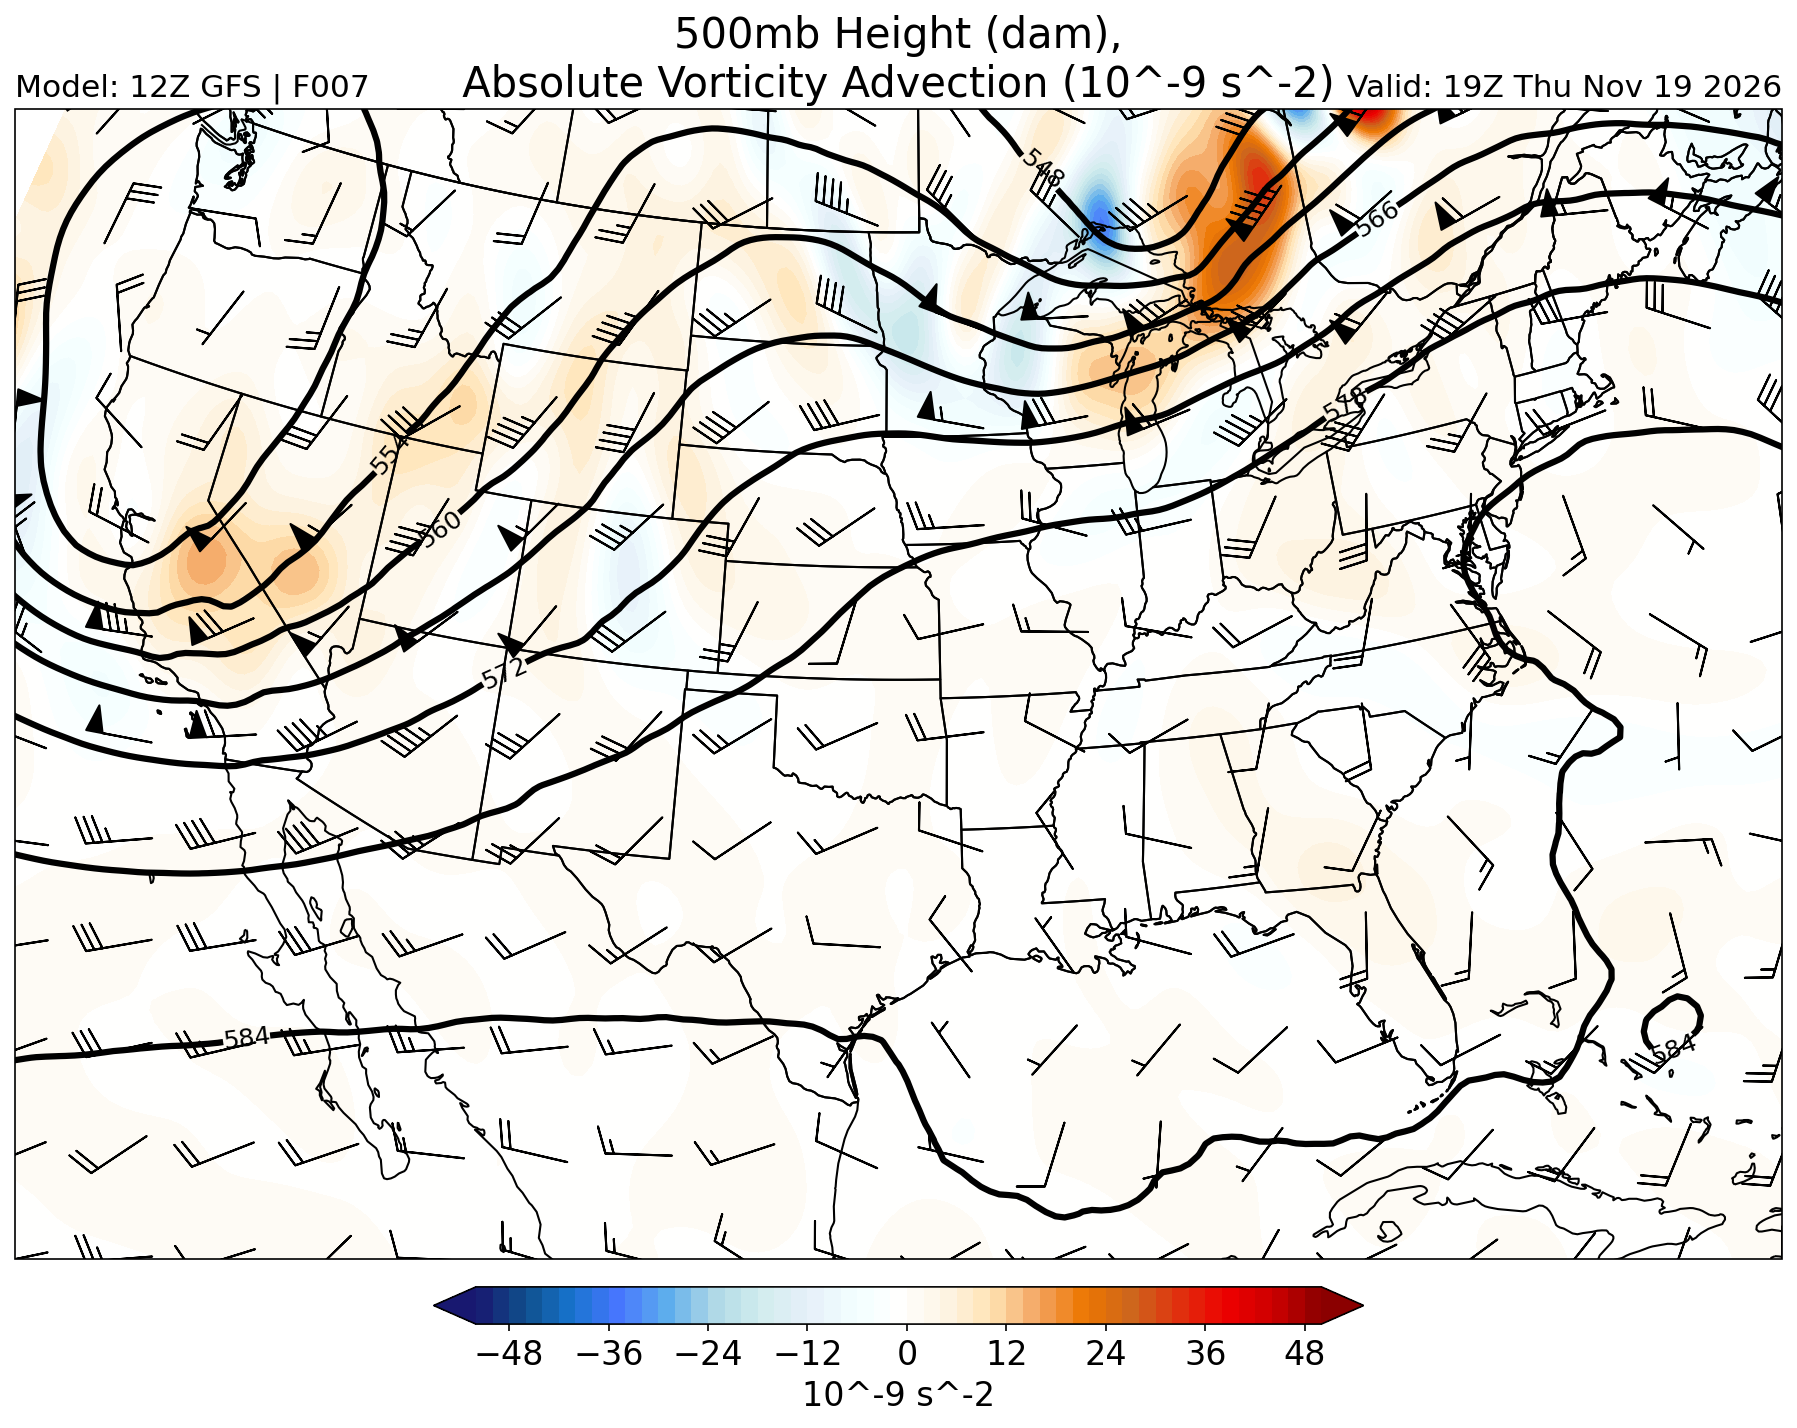 500mb Height (dam),
Model: 12Z GFS | F007
Absolute Vorticity Advection (10^-9 s^-2)
Valid: 19Z Thu Nov 19 2026
548
566
578
554
560
572
584
584
−48 −36 −24 −12 0 12 24 36 48
10^-9 s^-2